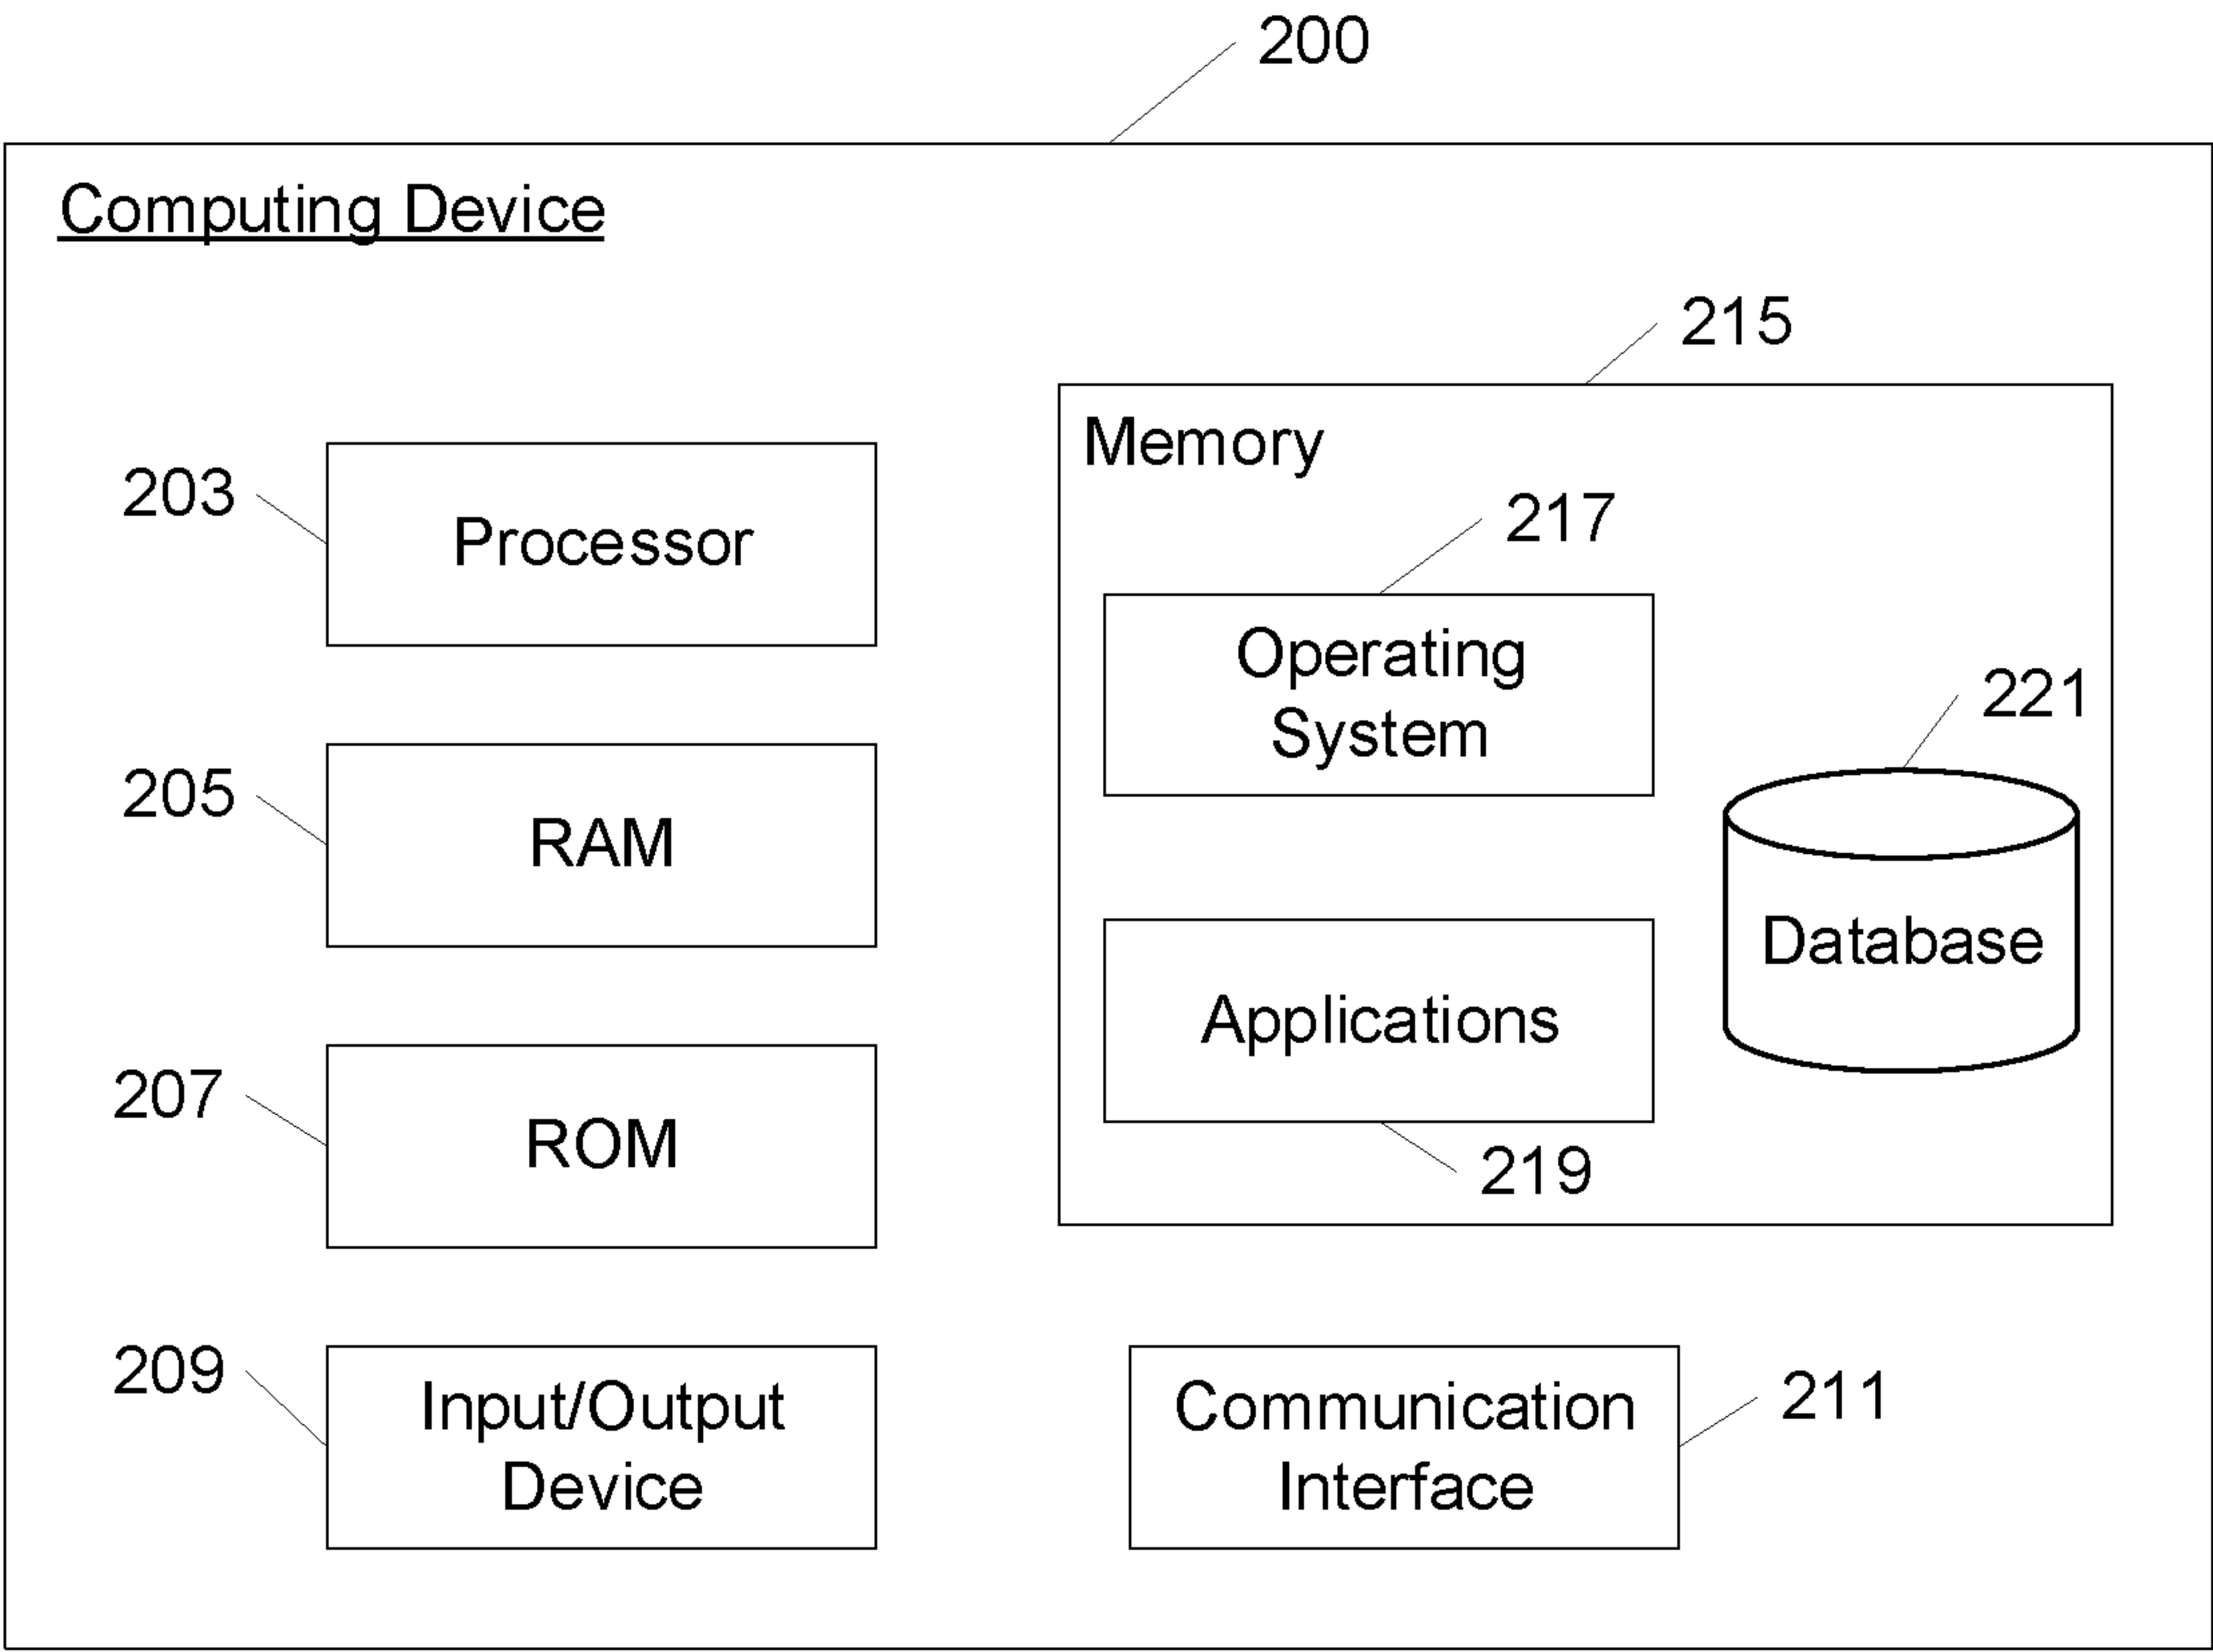 200
Computing Device
215
Memory
203
Processor
217
Operating
System
221
205
RAM
Database
Applications
207
ROM
219
209
Input/Output
Device
Communication
Interface
211